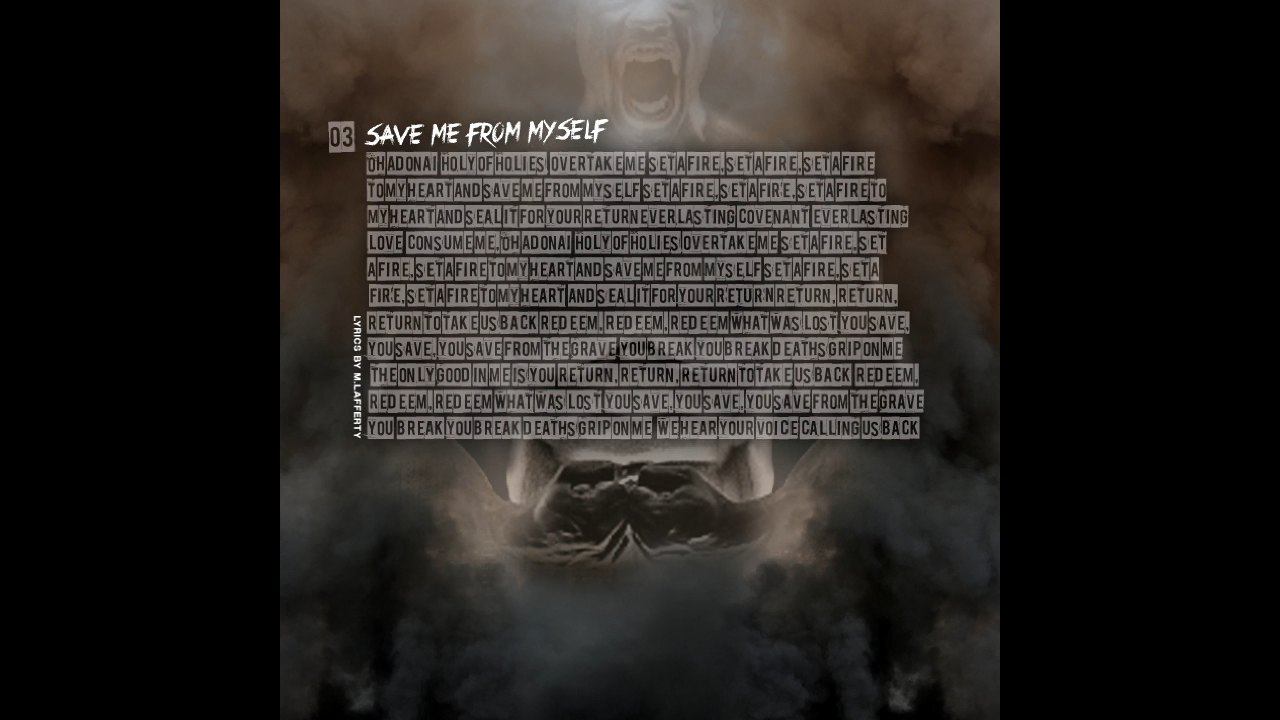 03 SAVE ME FROM MYSELF
OH ADONAI HOLY OF HOLIES OVERTAKE ME SET A FIRE, SET A FIRE, SET A FIRE
TO MY HEART AND SAVE ME FROM MYSELF SET A FIRE, SET A FIRE, SET A FIRE TO
MY HEART AND SEAL IT FOR YOUR RETURN EVERLASTING COVENANT EVERLASTING
LOVE CONSUME ME, OH ADONAI HOLY OF HOLIES OVERTAKE ME SET A FIRE, SET
A FIRE, SET A FIRE TO MY HEART AND SAVE ME FROM MYSELF SET A FIRE, SET A
FIRE, SET A FIRE TO MY HEART AND SEAL IT FOR YOUR RETURN RETURN, RETURN,
RETURN TO TAKE US BACK REDEEM, REDEEM, REDEEM WHAT WAS LOST YOU SAVE,
YOU SAVE, YOU SAVE FROM THE GRAVE YOU BREAK YOU BREAK DEATHS GRIP ON ME
THE ONLY GOOD IN ME IS YOU RETURN, RETURN, RETURN TO TAKE US BACK REDEEM,
REDEEM, REDEEM WHAT WAS LOST YOU SAVE, YOU SAVE, YOU SAVE FROM THE GRAVE
YOU BREAK YOU BREAK DEATHS GRIP ON ME WE HEAR YOUR VOICE CALLING US BACK
LYRICS BY M.LAFFERTY